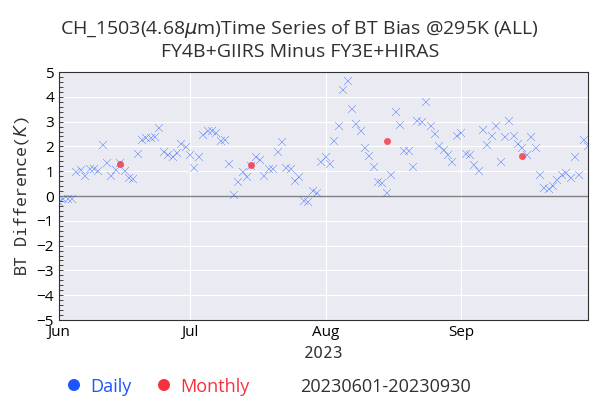 CH_1503(4.68μm)Time Series of BT Bias @295K (ALL)
FY4B+GIIRS Minus FY3E+HIRAS
BT Difference(K)
5
4
3
2
1
0
−1
−2
−3
−4
−5
Jun Jul Aug Sep
2023
Daily Monthly 20230601-20230930